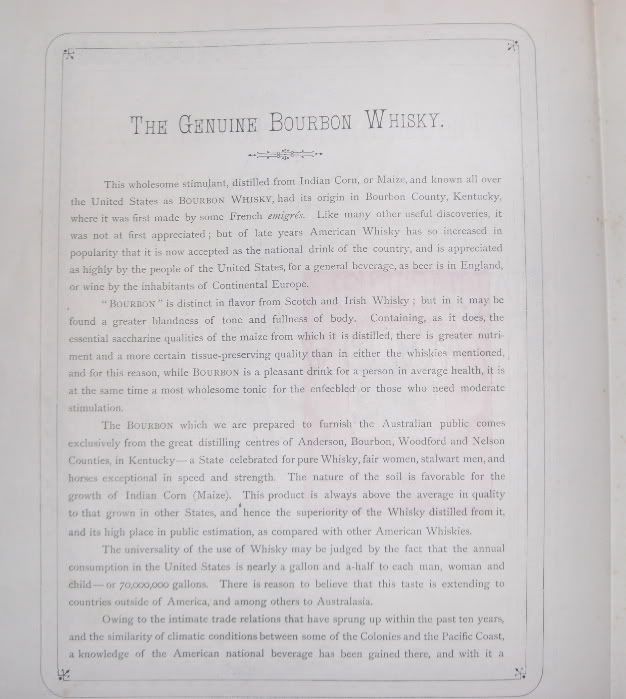 THE GENUINE BOURBON WHISKY.
This wholesome stimulant, distilled from Indian Corn, or Maize, and known all over
the United States as BOURBON WHISKY, had its origin in Bourbon County, Kentucky,
where it was first made by some French emigrés. Like many other useful discoveries, it
was not at first appreciated; but of late years American Whisky has so increased in
popularity that it is now accepted as the national drink of the country, and is appreciated
as highly by the people of the United States, for a general beverage, as beer is in England,
or wine by the inhabitants of Continental Europe.
"BOURBON" is distinct in flavor from Scotch and Irish Whisky; but in it may be
found a greater blandness of tone and fullness of body. Containing, as it does, the
essential saccharine qualities of the maize from which it is distilled, there is greater nutri-
ment and a more certain tissue-preserving quality than in either the whiskies mentioned,
and for this reason, while BOURBON is a pleasant drink for a person in average health, it is
at the same time a most wholesome tonic for the enfeebled or those who need moderate
stimulation.
The BOURBON which we are prepared to furnish the Australian public comes
exclusively from the great distilling centres of Anderson, Bourbon, Woodford and Nelson
Counties, in Kentucky—a State celebrated for pure Whisky, fair women, stalwart men, and
horses exceptional in speed and strength. The nature of the soil is favorable for the
growth of Indian Corn (Maize). This product is always above the average in quality
to that grown in other States, and hence the superiority of the Whisky distilled from it,
and its high place in public estimation, as compared with other American Whiskies.
The universality of the use of Whisky may be judged by the fact that the annual
consumption in the United States is nearly a gallon and a-half to each man, woman and
child—or 70,000,000 gallons. There is reason to believe that this taste is extending to
countries outside of America, and among others to Australasia.
Owing to the intimate trade relations that have sprung up within the past ten years,
and the similarity of climatic conditions between some of the Colonies and the Pacific Coast,
a knowledge of the American national beverage has been gained there, and with it a